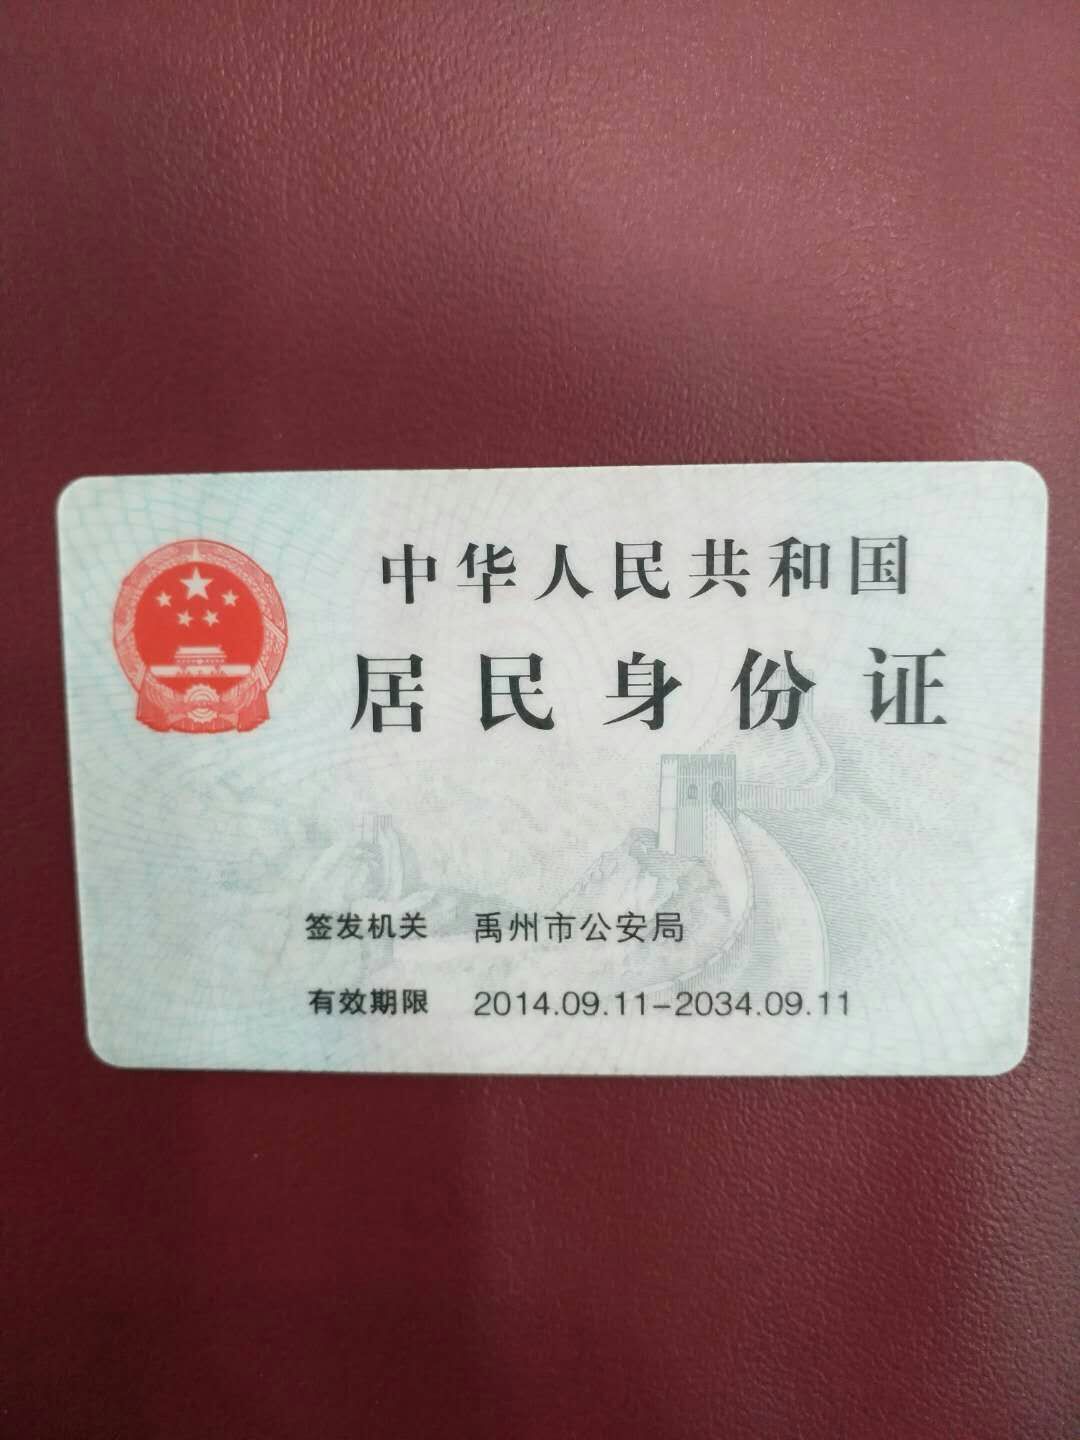 中华人民共和国
居民身份证
签发机关 禹州市公安局
有效期限 2014.09.11-2034.09.11